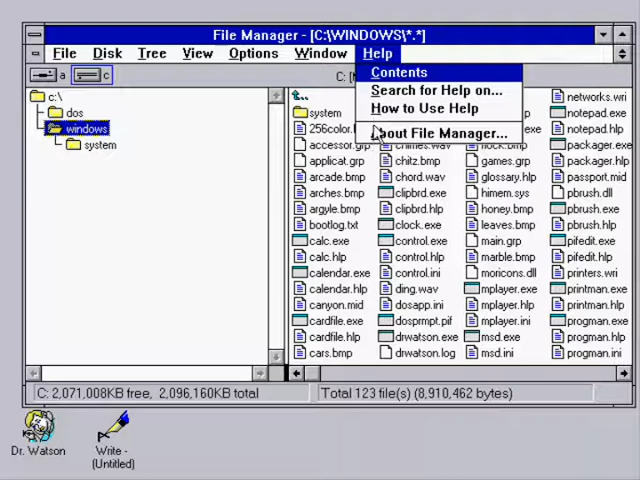 File Manager - [C:\WINDOWS\*.*]
File Disk Tree View Options Window Help
a c C: [
Contents
Search for Help on...
How to Use Help
About File Manager...
c:\
dos
windows
system
system
256color.
accessor.grp
applicat.grp
arcade.bmp
arches.bmp
argyle.bmp
bootlog.txt
calc.exe
calc.hlp
calendar.exe
calendar.hlp
canyon.mid
cardfile.exe
cardfile.hlp
cars.bmp
chimes.wav
chitz.bmp
chord.wav
clipbrd.exe
clipbrd.hlp
clock.exe
control.exe
control.hlp
control.ini
ding.wav
dosapp.ini
dosprmpt.pif
drwatson.exe
drwatson.log
games.grp
glossary.hlp
himem.sys
honey.bmp
leaves.bmp
main.grp
marble.bmp
moricons.dll
mplayer.exe
mplayer.hlp
mplayer.ini
msd.exe
msd.ini
networks.wri
notepad.exe
notepad.hlp
packager.exe
packager.hlp
passport.mid
pbrush.dll
pbrush.exe
pbrush.hlp
pifedit.exe
pifedit.hlp
printers.wri
printman.exe
printman.hlp
progman.exe
progman.hlp
progman.ini
C: 2,071,008KB free, 2,096,160KB total
Total 123 file(s) (8,910,462 bytes)
Dr. Watson
Write -
(Untitled)